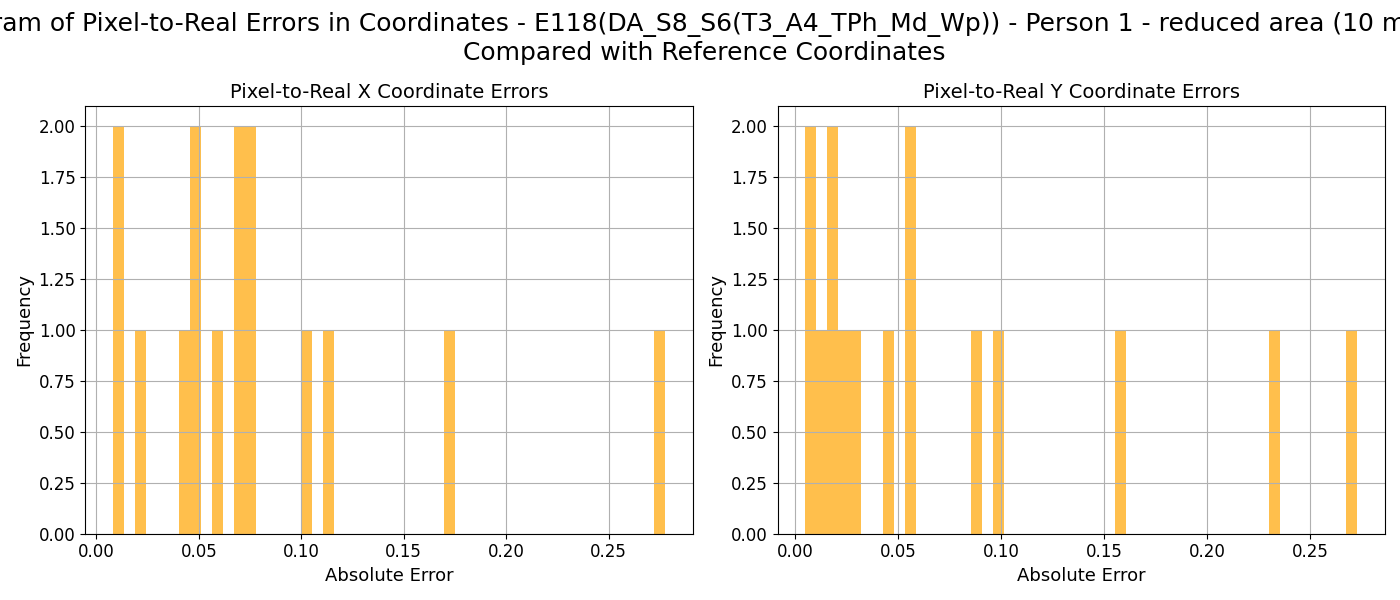 of Pixel-to-Real Errors in Coordinates - E118(DA_S8_S6(T3_A4_TPh_Md_Wp)) - Person 1 - reduced area (10
Compared with Reference Coordinates
Pixel-to-Real X Coordinate Errors
Pixel-to-Real Y Coordinate Errors
Frequency
2.00
1.75
1.50
1.25
1.00
0.75
0.50
0.25
0.00
0.00 0.05 0.10 0.15 0.20 0.25
Absolute Error
Frequency
2.00
1.75
1.50
1.25
1.00
0.75
0.50
0.25
0.00
0.00 0.05 0.10 0.15 0.20 0.25
Absolute Error